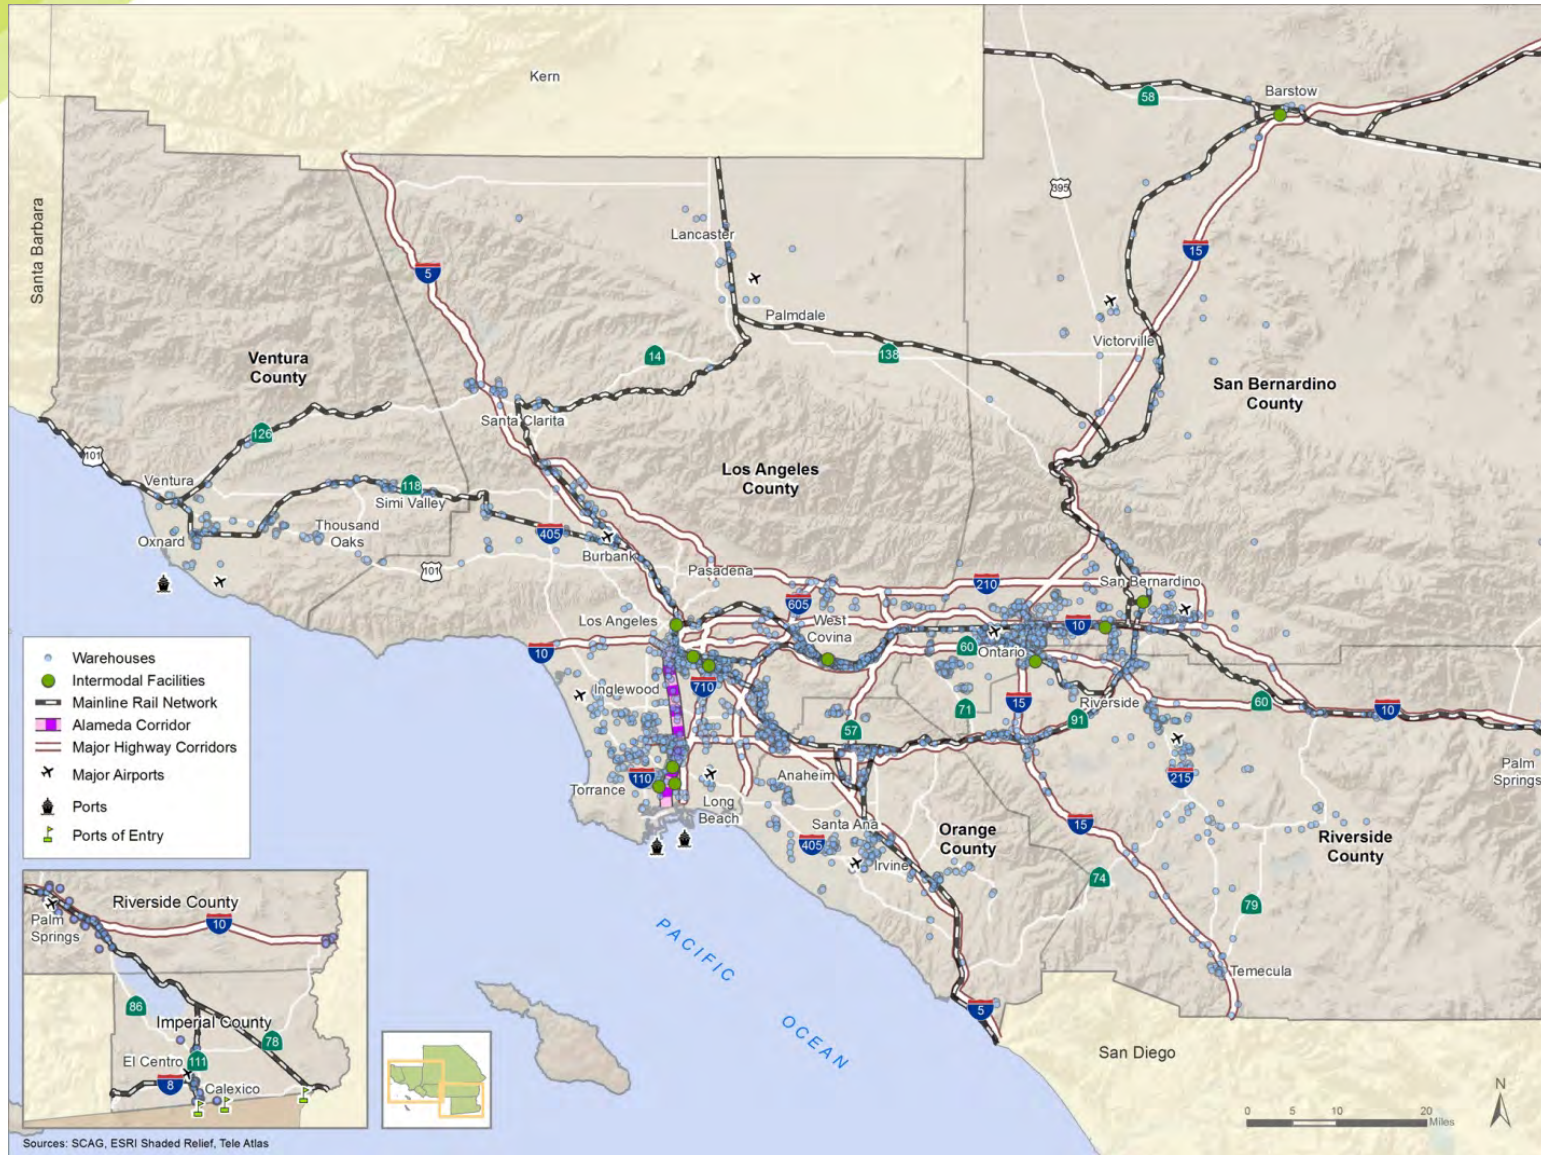 Kern
Barstow
58
395
Santa Barbara
Lancaster
15
5
Palmdale
Victorville
14
138
Ventura
County
San Bernardino
County
Santa Clarita
126
101
Los Angeles
County
Ventura
118
Simi Valley
Thousand
Oaks
Oxnard
405
Burbank
101
Pasadena
210
San Bernardino
605
Los Angeles
West
Covina
10
10
60
Ontario
Inglewood
710
15
Riverside
71
60
10
91
57
Palm
Springs
110
Anaheim
215
Torrance
Long
Beach
Santa Ana
405
Orange
County
15
Riverside
County
Irvine
74
79
Temecula
5
San Diego
PACIFIC
OCEAN
Warehouses
Intermodal Facilities
Mainline Rail Network
Alameda Corridor
Major Highway Corridors
Major Airports
Ports
Ports of Entry
Riverside County
10
Palm
Springs
86
Imperial County
78
El Centro
111
8
Calexico
N
0 5 10 20
Miles
Sources: SCAG, ESRI Shaded Relief, Tele Atlas